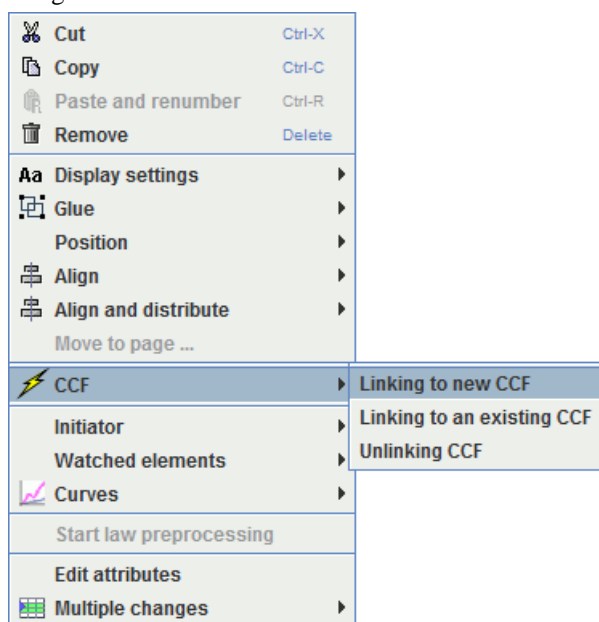 Cut Ctrl-X
Copy Ctrl-C
Paste and renumber Ctrl-R
Remove Delete
Aa Display settings
Glue
Position
Align
Align and distribute
Move to page ...
CCF Linking to new CCF
Linking to an existing CCF
Initiator
Unlinking CCF
Watched elements
Curves
Start law preprocessing
Edit attributes
Multiple changes